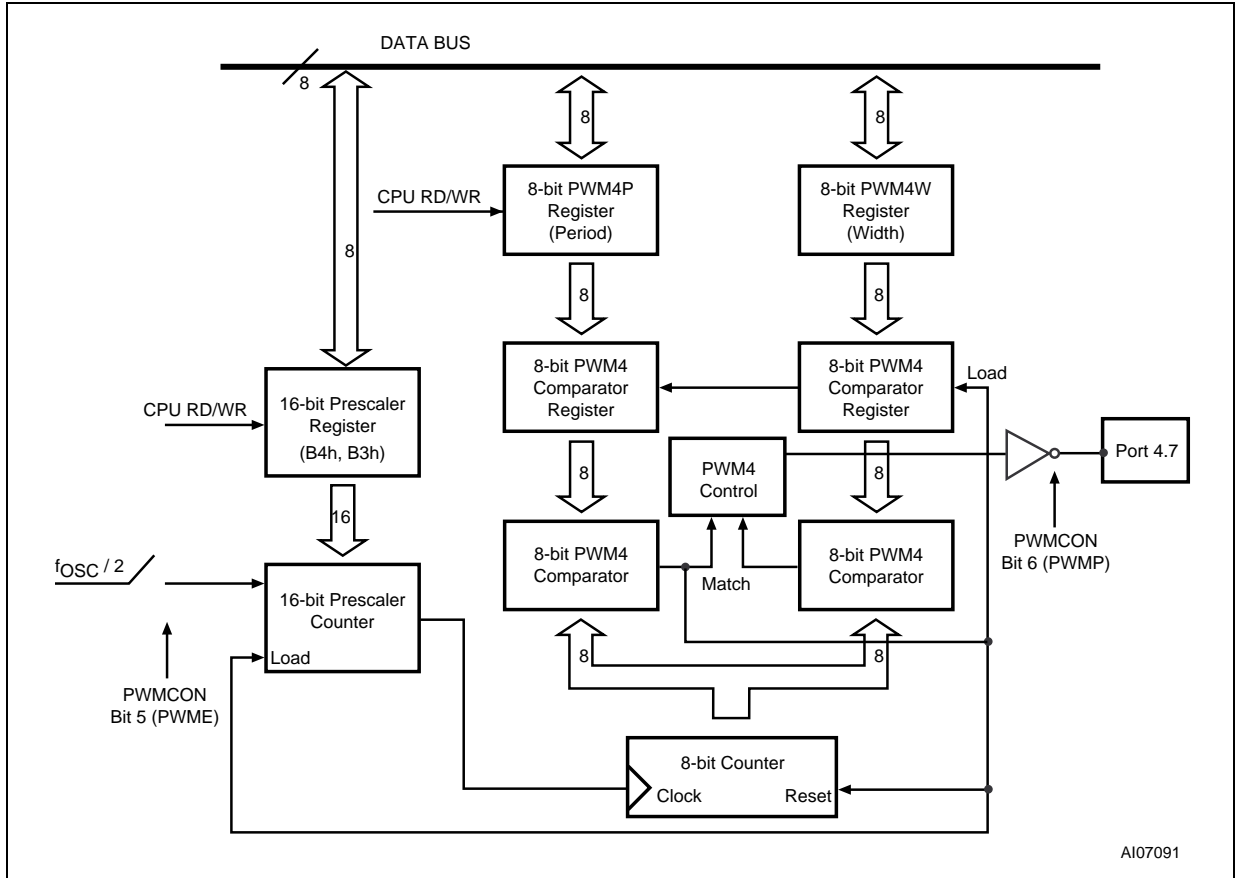 DATA BUS
8
8
8
8
CPU RD/WR
8-bit PWM4P
Register
(Period)
8-bit PWM4W
Register
(Width)
8
8
8-bit PWM4
Comparator
Register
8-bit PWM4
Comparator
Register
Load
CPU RD/WR
16-bit Prescaler
Register
(B4h, B3h)
8
PWM4
Control
8
Port 4.7
16
fOSC / 2
8-bit PWM4
Comparator
Match
8-bit PWM4
Comparator
PWMCON
Bit 6 (PWMP)
16-bit Prescaler
Counter
Load
8
8
PWMCON
Bit 5 (PWME)
8-bit Counter
Clock
Reset
AI07091